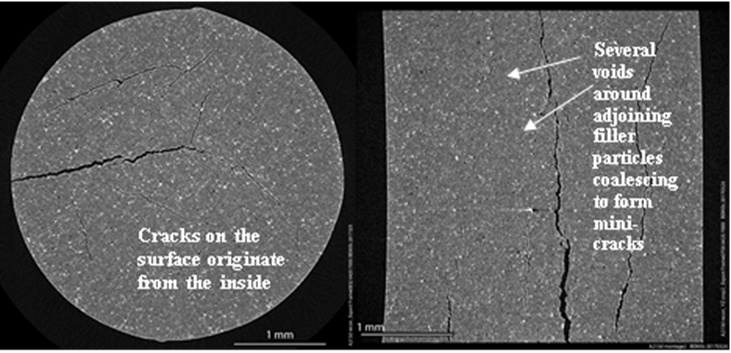 Cracks on the
surface originate
from the inside
1 mm
Several
voids
around
adjoining
filler
particles
coalescing
to form
mini-
cracks
1 mm